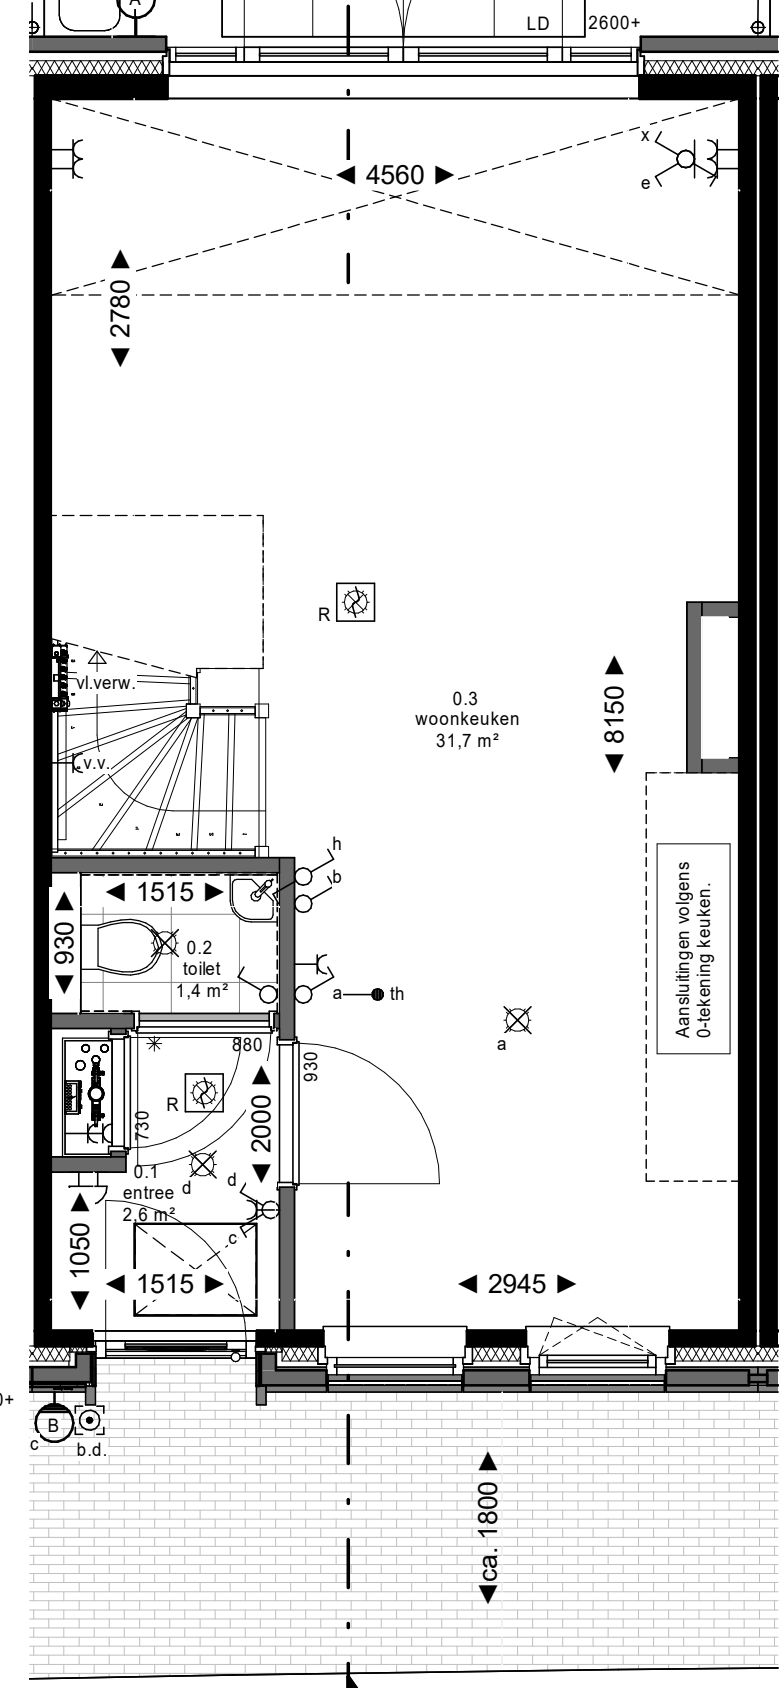 A
LD
2600+
x
4560
e
2780
R
0.3
woonkeuken
31,7 m²
8150
vl.verw.
v.v.
h
b
1515
930
0.2
toilet
1,4 m²
Aansluitingen volgens
0-tekening keuken.
a
th
a
880
930
R
730
2000
0.1
entree
2,6 m²
d
d
c
1050
1515
2945
0+
B
c
b.d.
ca. 1800